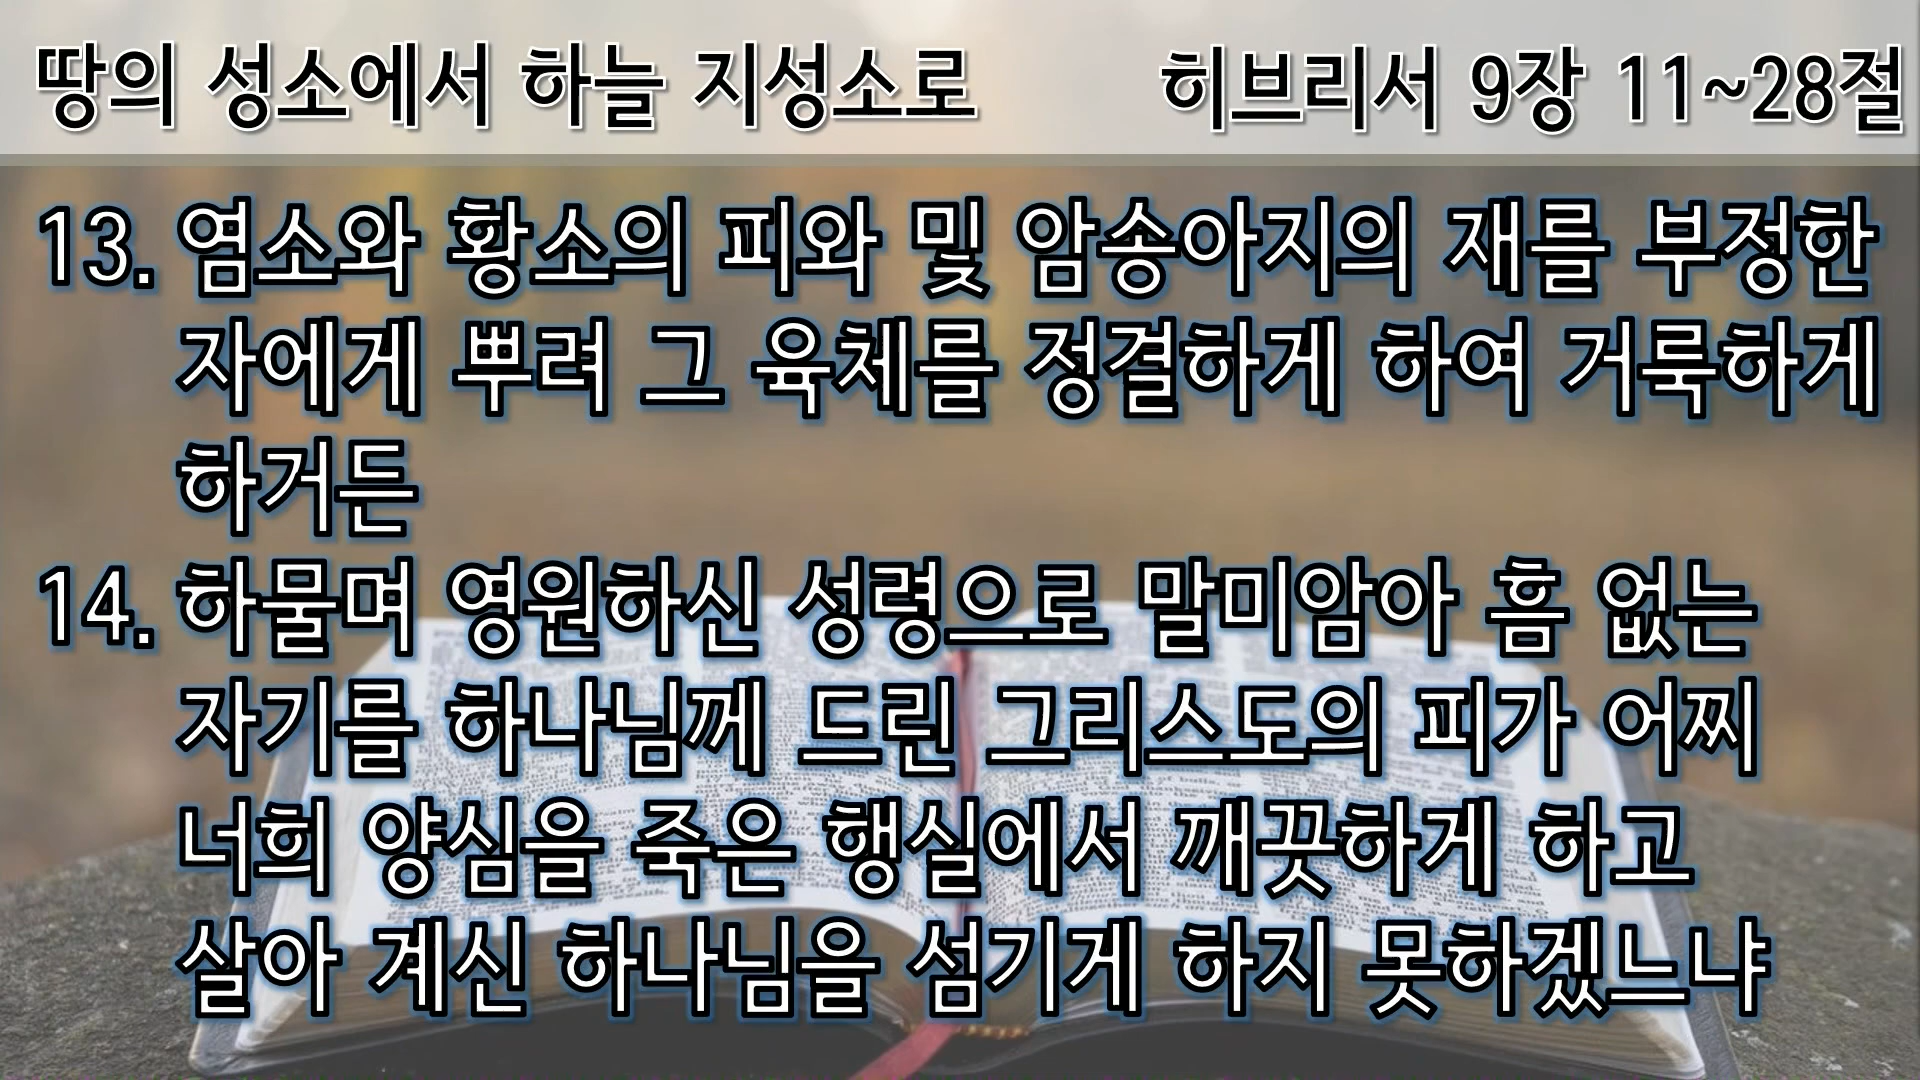 땅의 성소에서 하늘 지성소로 히브리서 9장 11~28절
13. 염소와 황소의 피와 및 암송아지의 재를 부정한
자에게 뿌려 그 육체를 정결하게 하여 거룩하게
하거든
14. 하물며 영원하신 성령으로 말미암아 흠 없는
자기를 하나님께 드린 그리스도의 피가 어찌
너희 양심을 죽은 행실에서 깨끗하게 하고
살아 계신 하나님을 섬기게 하지 못하겠느냐